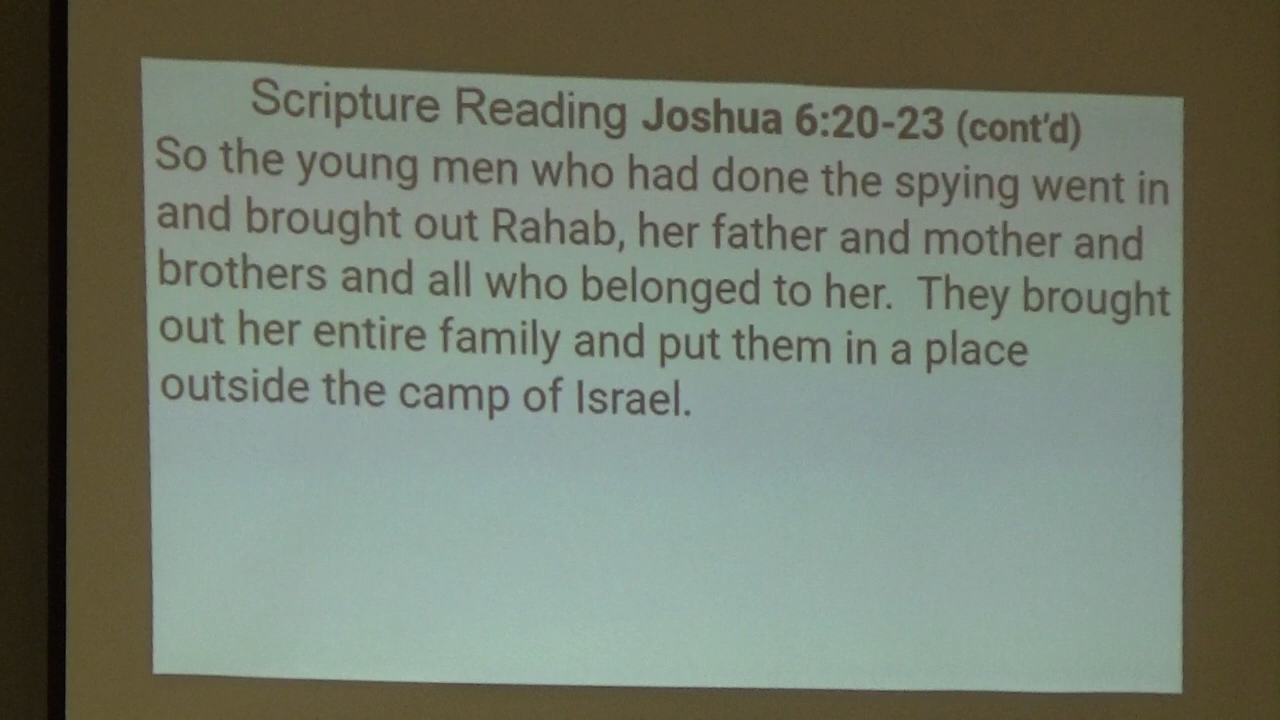 Scripture Reading Joshua 6:20-23 (cont'd)
So the young men who had done the spying went in
and brought out Rahab, her father and mother and
brothers and all who belonged to her.  They brought
out her entire family and put them in a place
outside the camp of Israel.